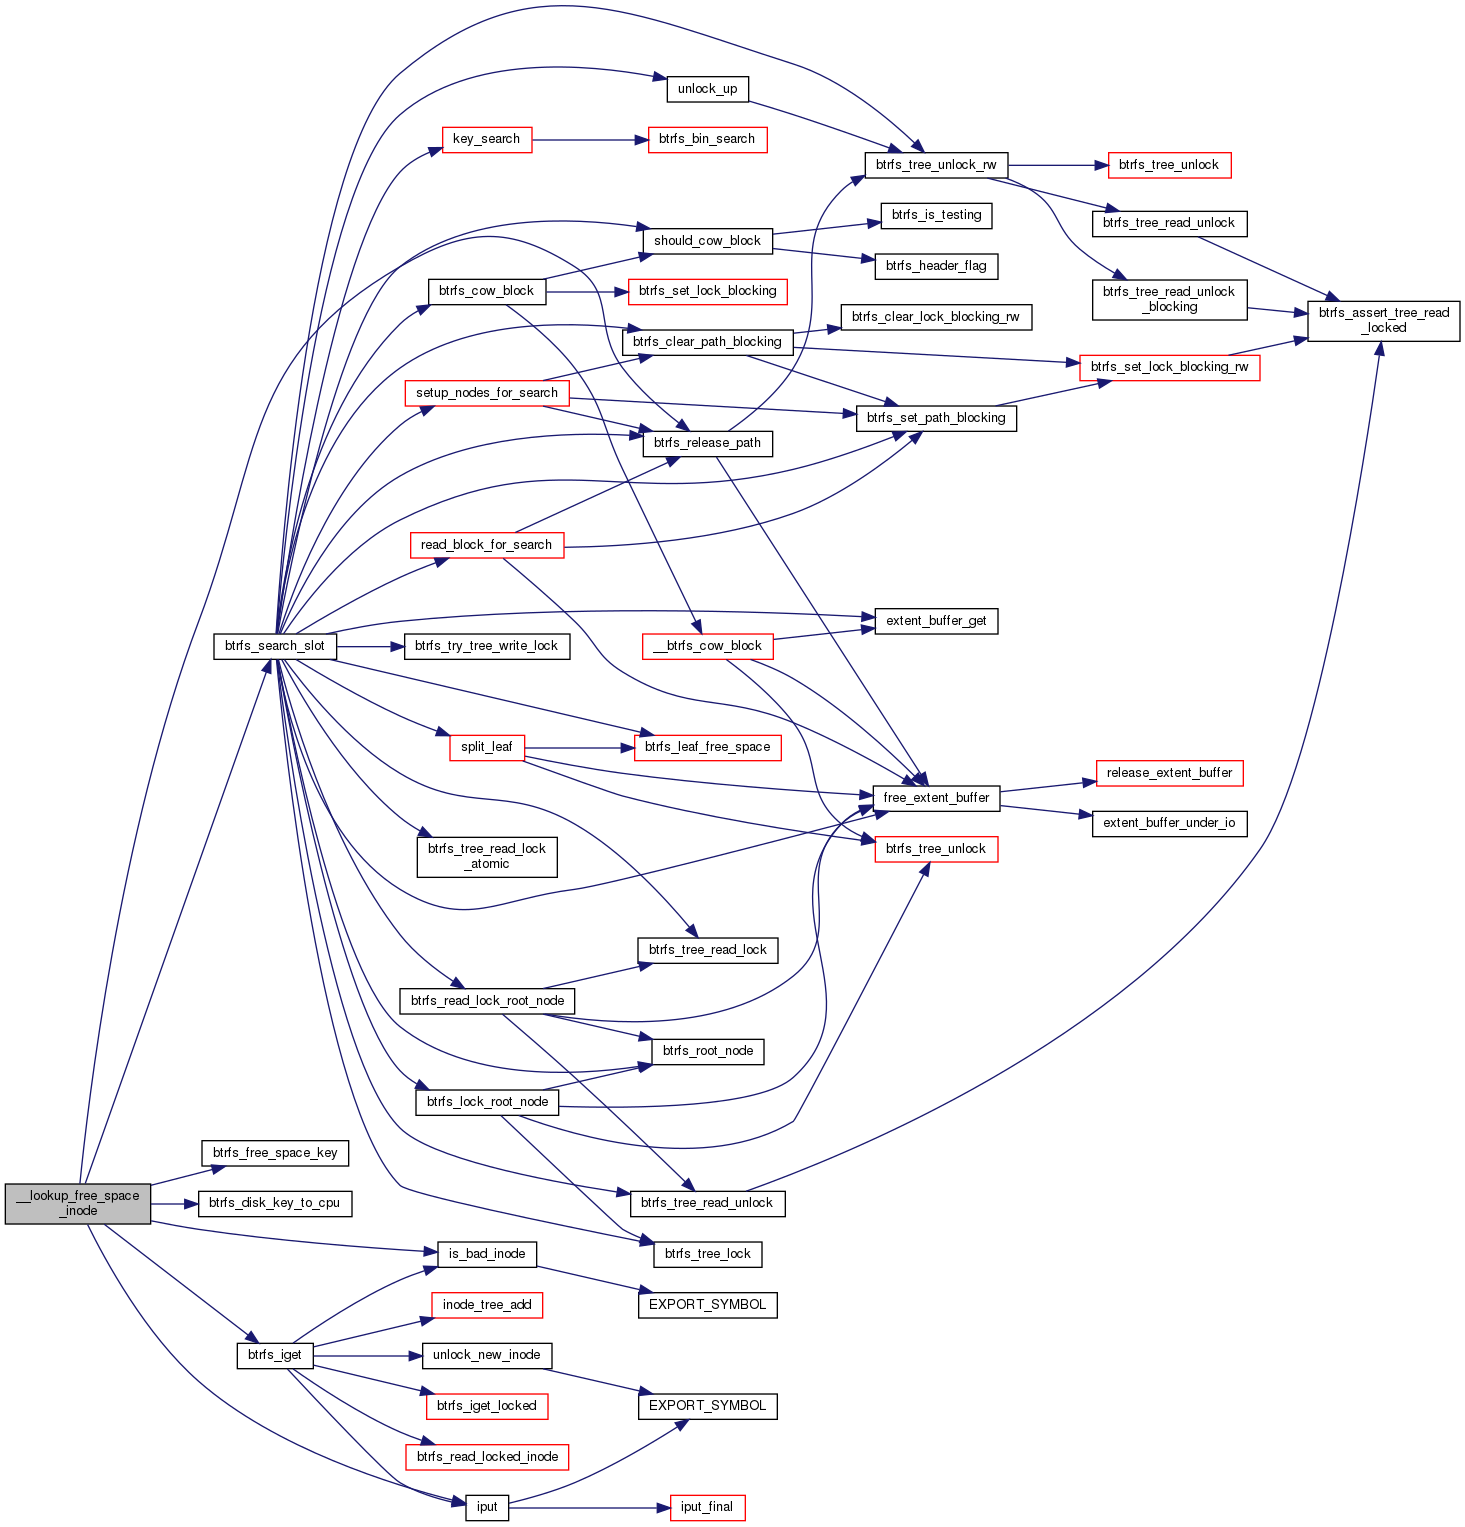 unlock_up
key_search
btrfs_bin_search
btrfs_tree_unlock_rw
btrfs_tree_unlock
btrfs_is_testing
btrfs_tree_read_unlock
should_cow_block
btrfs_header_flag
btrfs_cow_block
btrfs_set_lock_blocking
btrfs_tree_read_unlock
_blocking
btrfs_clear_lock_blocking_rw
btrfs_assert_tree_read
_locked
btrfs_clear_path_blocking
btrfs_set_lock_blocking_rw
setup_nodes_for_search
btrfs_set_path_blocking
btrfs_release_path
read_block_for_search
extent_buffer_get
btrfs_search_slot
btrfs_try_tree_write_lock
__btrfs_cow_block
split_leaf
btrfs_leaf_free_space
release_extent_buffer
free_extent_buffer
extent_buffer_under_io
btrfs_tree_read_lock
_atomic
btrfs_tree_unlock
btrfs_tree_read_lock
btrfs_read_lock_root_node
btrfs_root_node
btrfs_lock_root_node
btrfs_free_space_key
__lookup_free_space
_inode
btrfs_disk_key_to_cpu
btrfs_tree_read_unlock
is_bad_inode
btrfs_tree_lock
inode_tree_add
EXPORT_SYMBOL
btrfs_iget
unlock_new_inode
btrfs_iget_locked
EXPORT_SYMBOL
btrfs_read_locked_inode
iput
iput_final